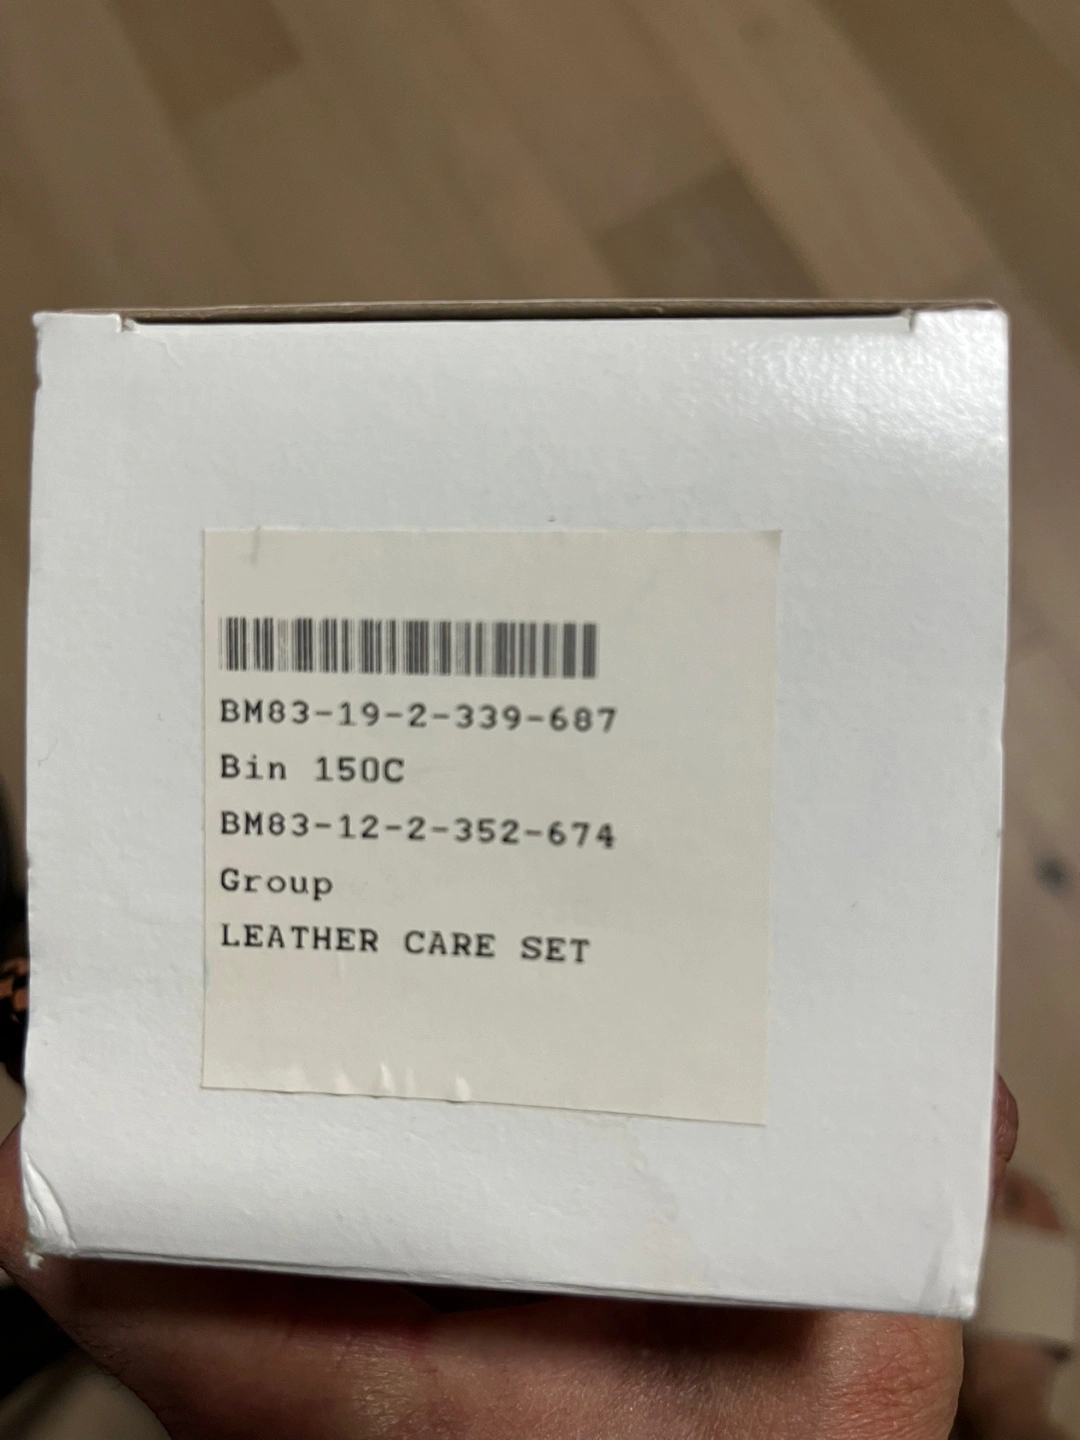 BM83-19-2-339-687
Bin 150C
BM83-12-2-352-674
Group
LEATHER CARE SET